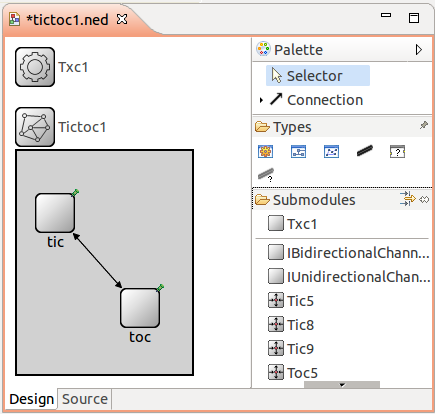 *tictoc1.ned
Txc1
Tictoc1
tic
toc
Palette
Selector
Connection
Types
Submodules
Txc1
IBidirectionalChann...
IUnidirectionalChan...
Tic5
Tic8
Tic9
Toc5
Design Source